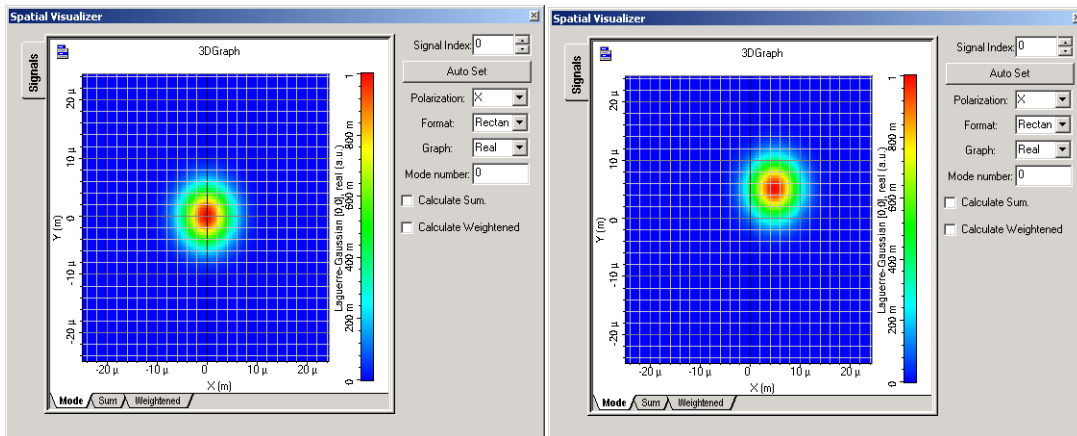 Spatial Visualizer
Signals
3DGraph
20 µ
10 µ
0
-10 µ
-20 µ
Y (m)
-20 µ
-10 µ
0
10 µ
20 µ
X (m)
1
800 m
600 m
400 m
200 m
0
Laguerre-Gaussian [0,0], real (a.u.)
Mode
Sum
Weightened
Signal Index: 0
Auto Set
Polarization: X
Format: Rectan
Graph: Real
Mode number: 0
Calculate Sum.
Calculate Weightened
Spatial Visualizer
Signals
3DGraph
20 µ
10 µ
0
-10 µ
-20 µ
Y (m)
-20 µ
-10 µ
0
10 µ
20 µ
X (m)
1
800 m
600 m
400 m
200 m
0
Laguerre-Gaussian [0,0], real (a.u.)
Mode
Sum
Weightened
Signal Index: 0
Auto Set
Polarization: X
Format: Rectan
Graph: Real
Mode number: 0
Calculate Sum.
Calculate Weightened